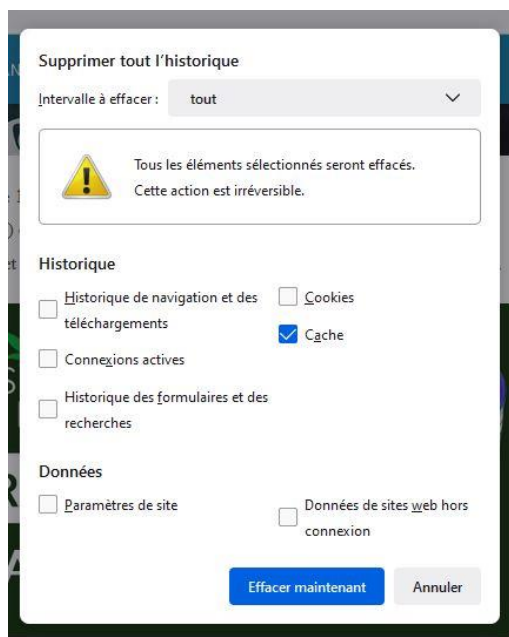 Supprimer tout l’historique
Intervalle à effacer : tout
Tous les éléments sélectionnés seront effacés.
Cette action est irréversible.
Historique
Historique de navigation et des
téléchargements
Cookies
Cache
Connexions actives
Historique des formulaires et des
recherches
Données
Paramètres de site
Données de sites web hors
connexion
Effacer maintenant
Annuler